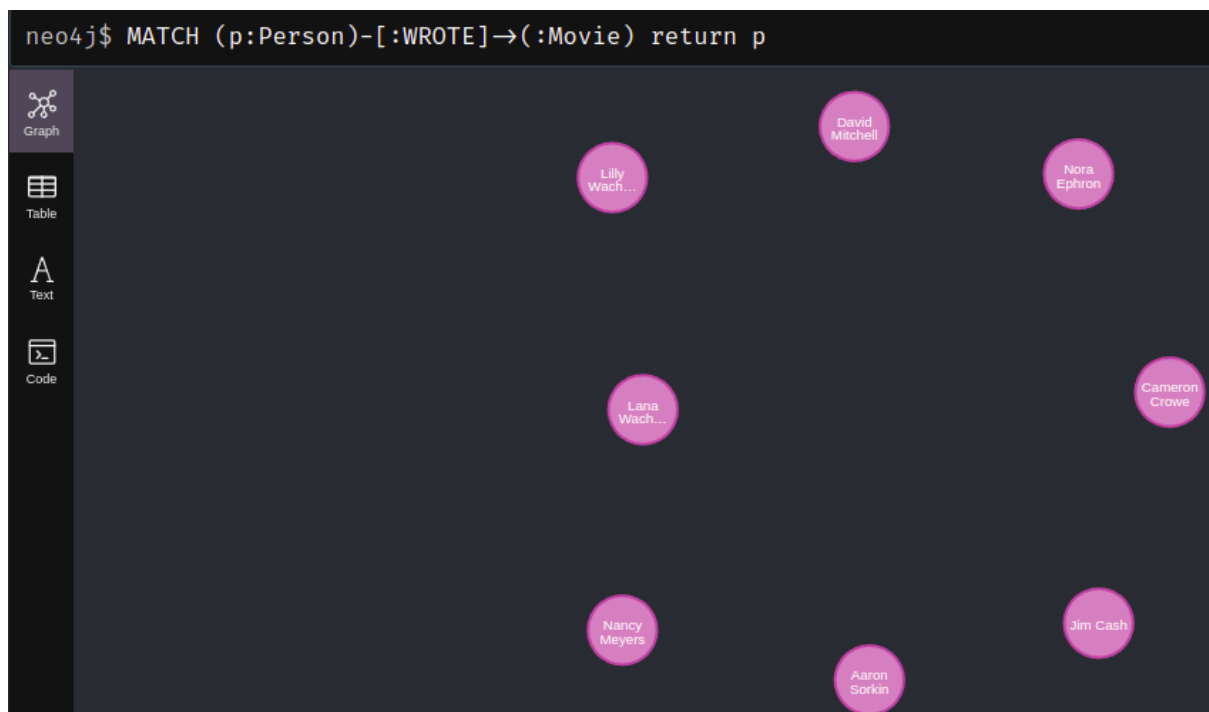 neo4j$ MATCH (p:Person)-[:WROTE]→(:Movie) return p
Graph
Table
Text
Code
David
Mitchell
Lilly
Wach...
Nora
Ephron
Cameron
Crowe
Lana
Wach...
Nancy
Meyers
Jim Cash
Aaron
Sorkin